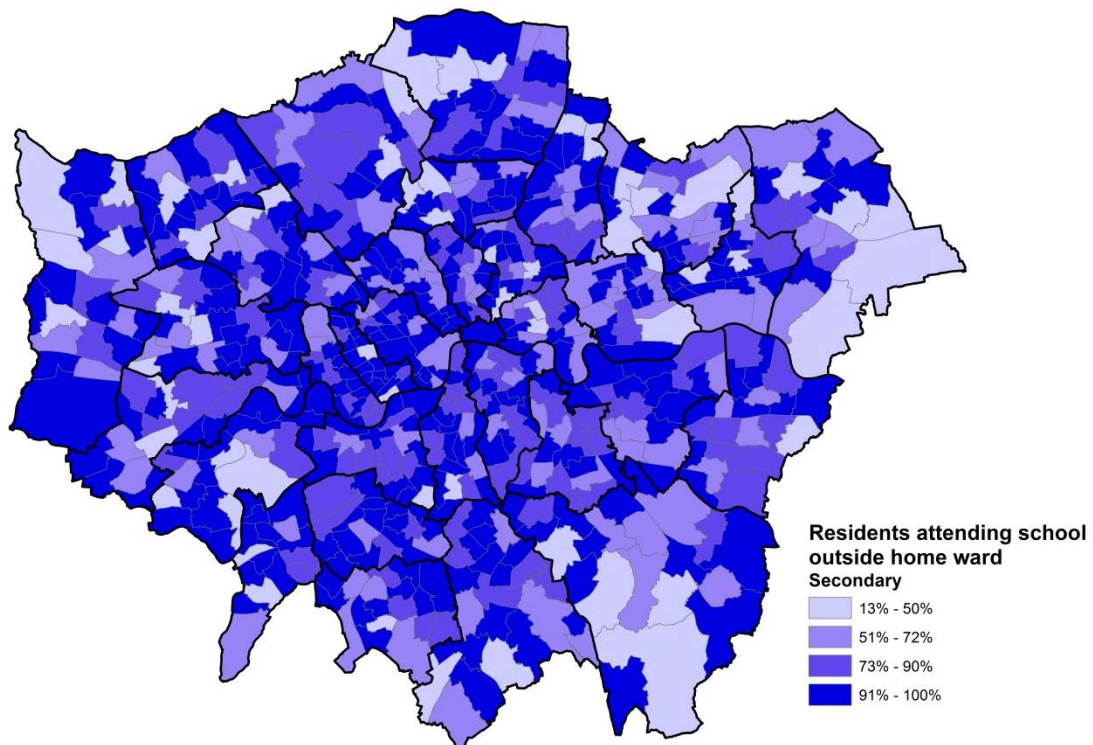 Residents attending school
outside home ward
Secondary
13% - 50%
51% - 72%
73% - 90%
91% - 100%